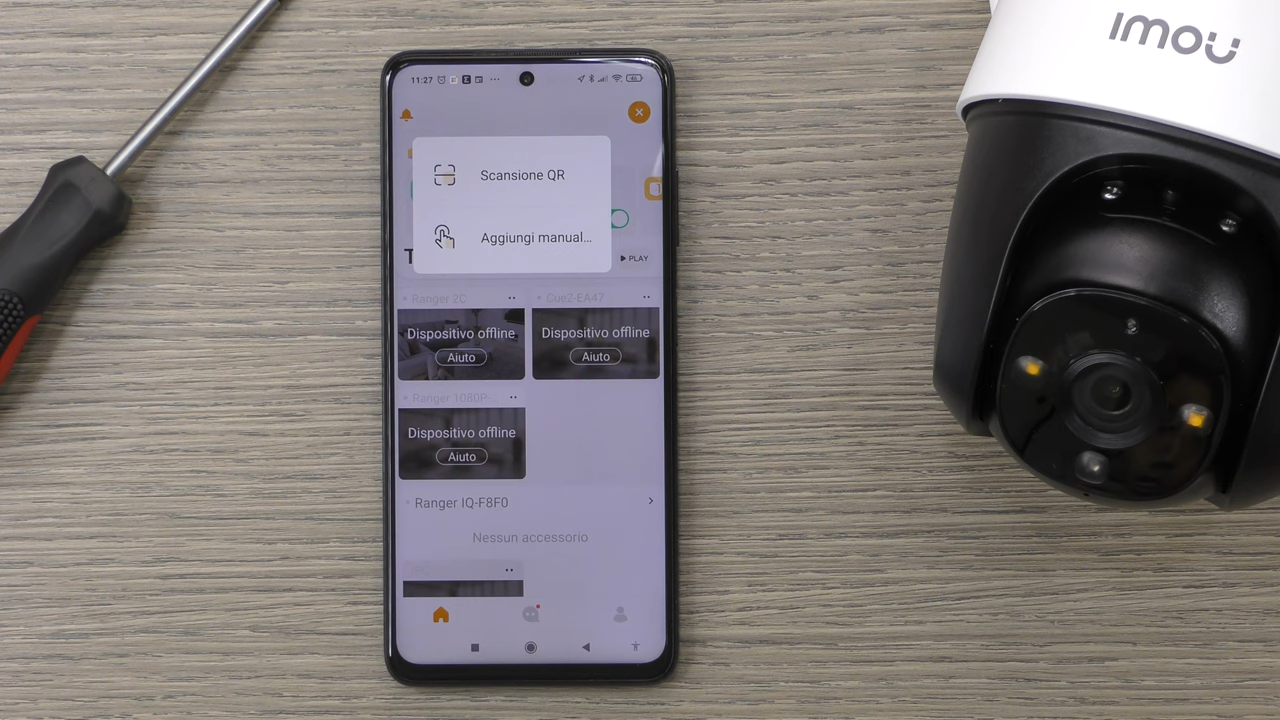 imou
11:27
Scansione QR
Aggiungi manual...
T
PLAY
Ranger 2C
Cue2-EA47
Dispositivo offline
Dispositivo offline
Aiuto
Aiuto
Ranger 1080P-...
Dispositivo offline
Aiuto
Ranger IQ-F8F0
Nessun accessorio